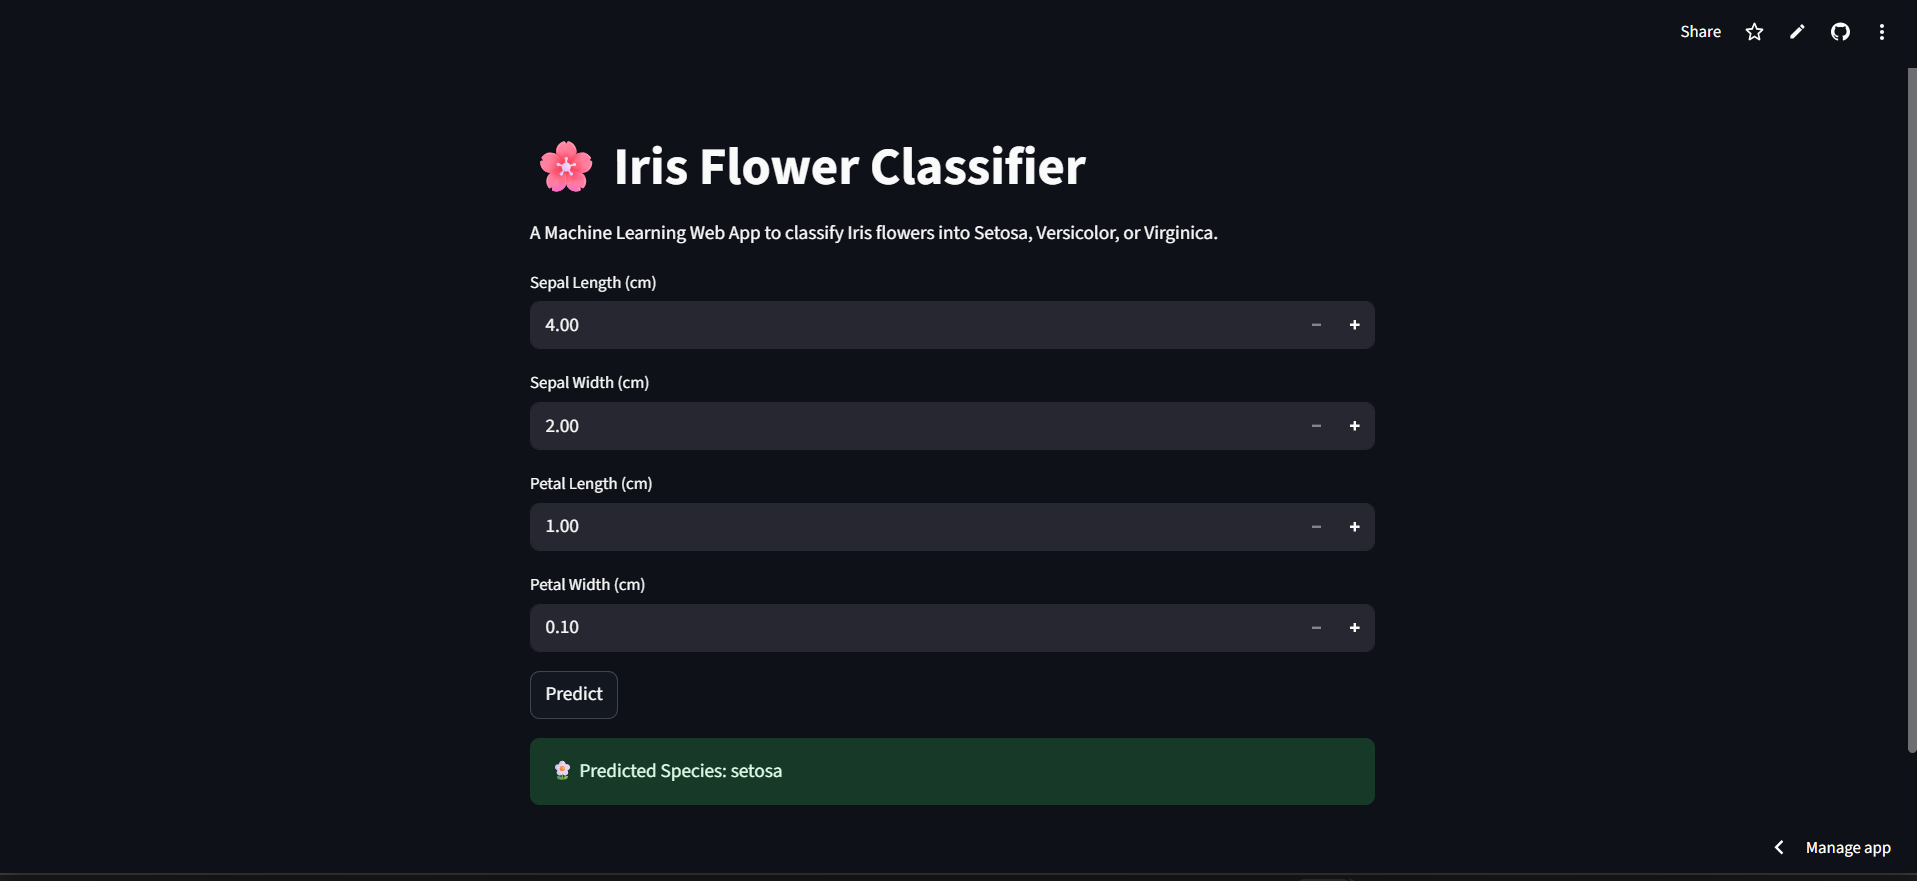 Share
Iris Flower Classifier
A Machine Learning Web App to classify Iris flowers into Setosa, Versicolor, or Virginica.
Sepal Length (cm)
4.00
Sepal Width (cm)
2.00
Petal Length (cm)
1.00
Petal Width (cm)
0.10
Predict
Predicted Species: setosa
Manage app